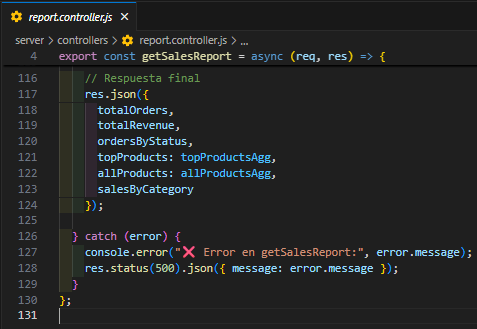 report.controller.js ×
server > controllers > report.controller.js > ...
4 export const getSalesReport = async (req, res) => {
116 // Respuesta final
117 res.json({
118 totalOrders,
119 totalRevenue,
120 ordersByStatus,
121 topProducts: topProductsAgg,
122 allProducts: allProductsAgg,
123 salesByCategory
124 });
125
126 } catch (error) {
127 console.error("❌ Error en getSalesReport:", error.message);
128 res.status(500).json({ message: error.message });
129 }
130 };
131